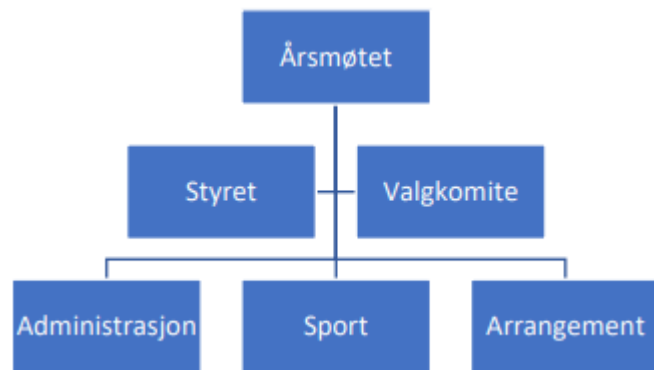 Årsmøtet
Styret
Valgkomite
Administrasjon
Sport
Arrangement